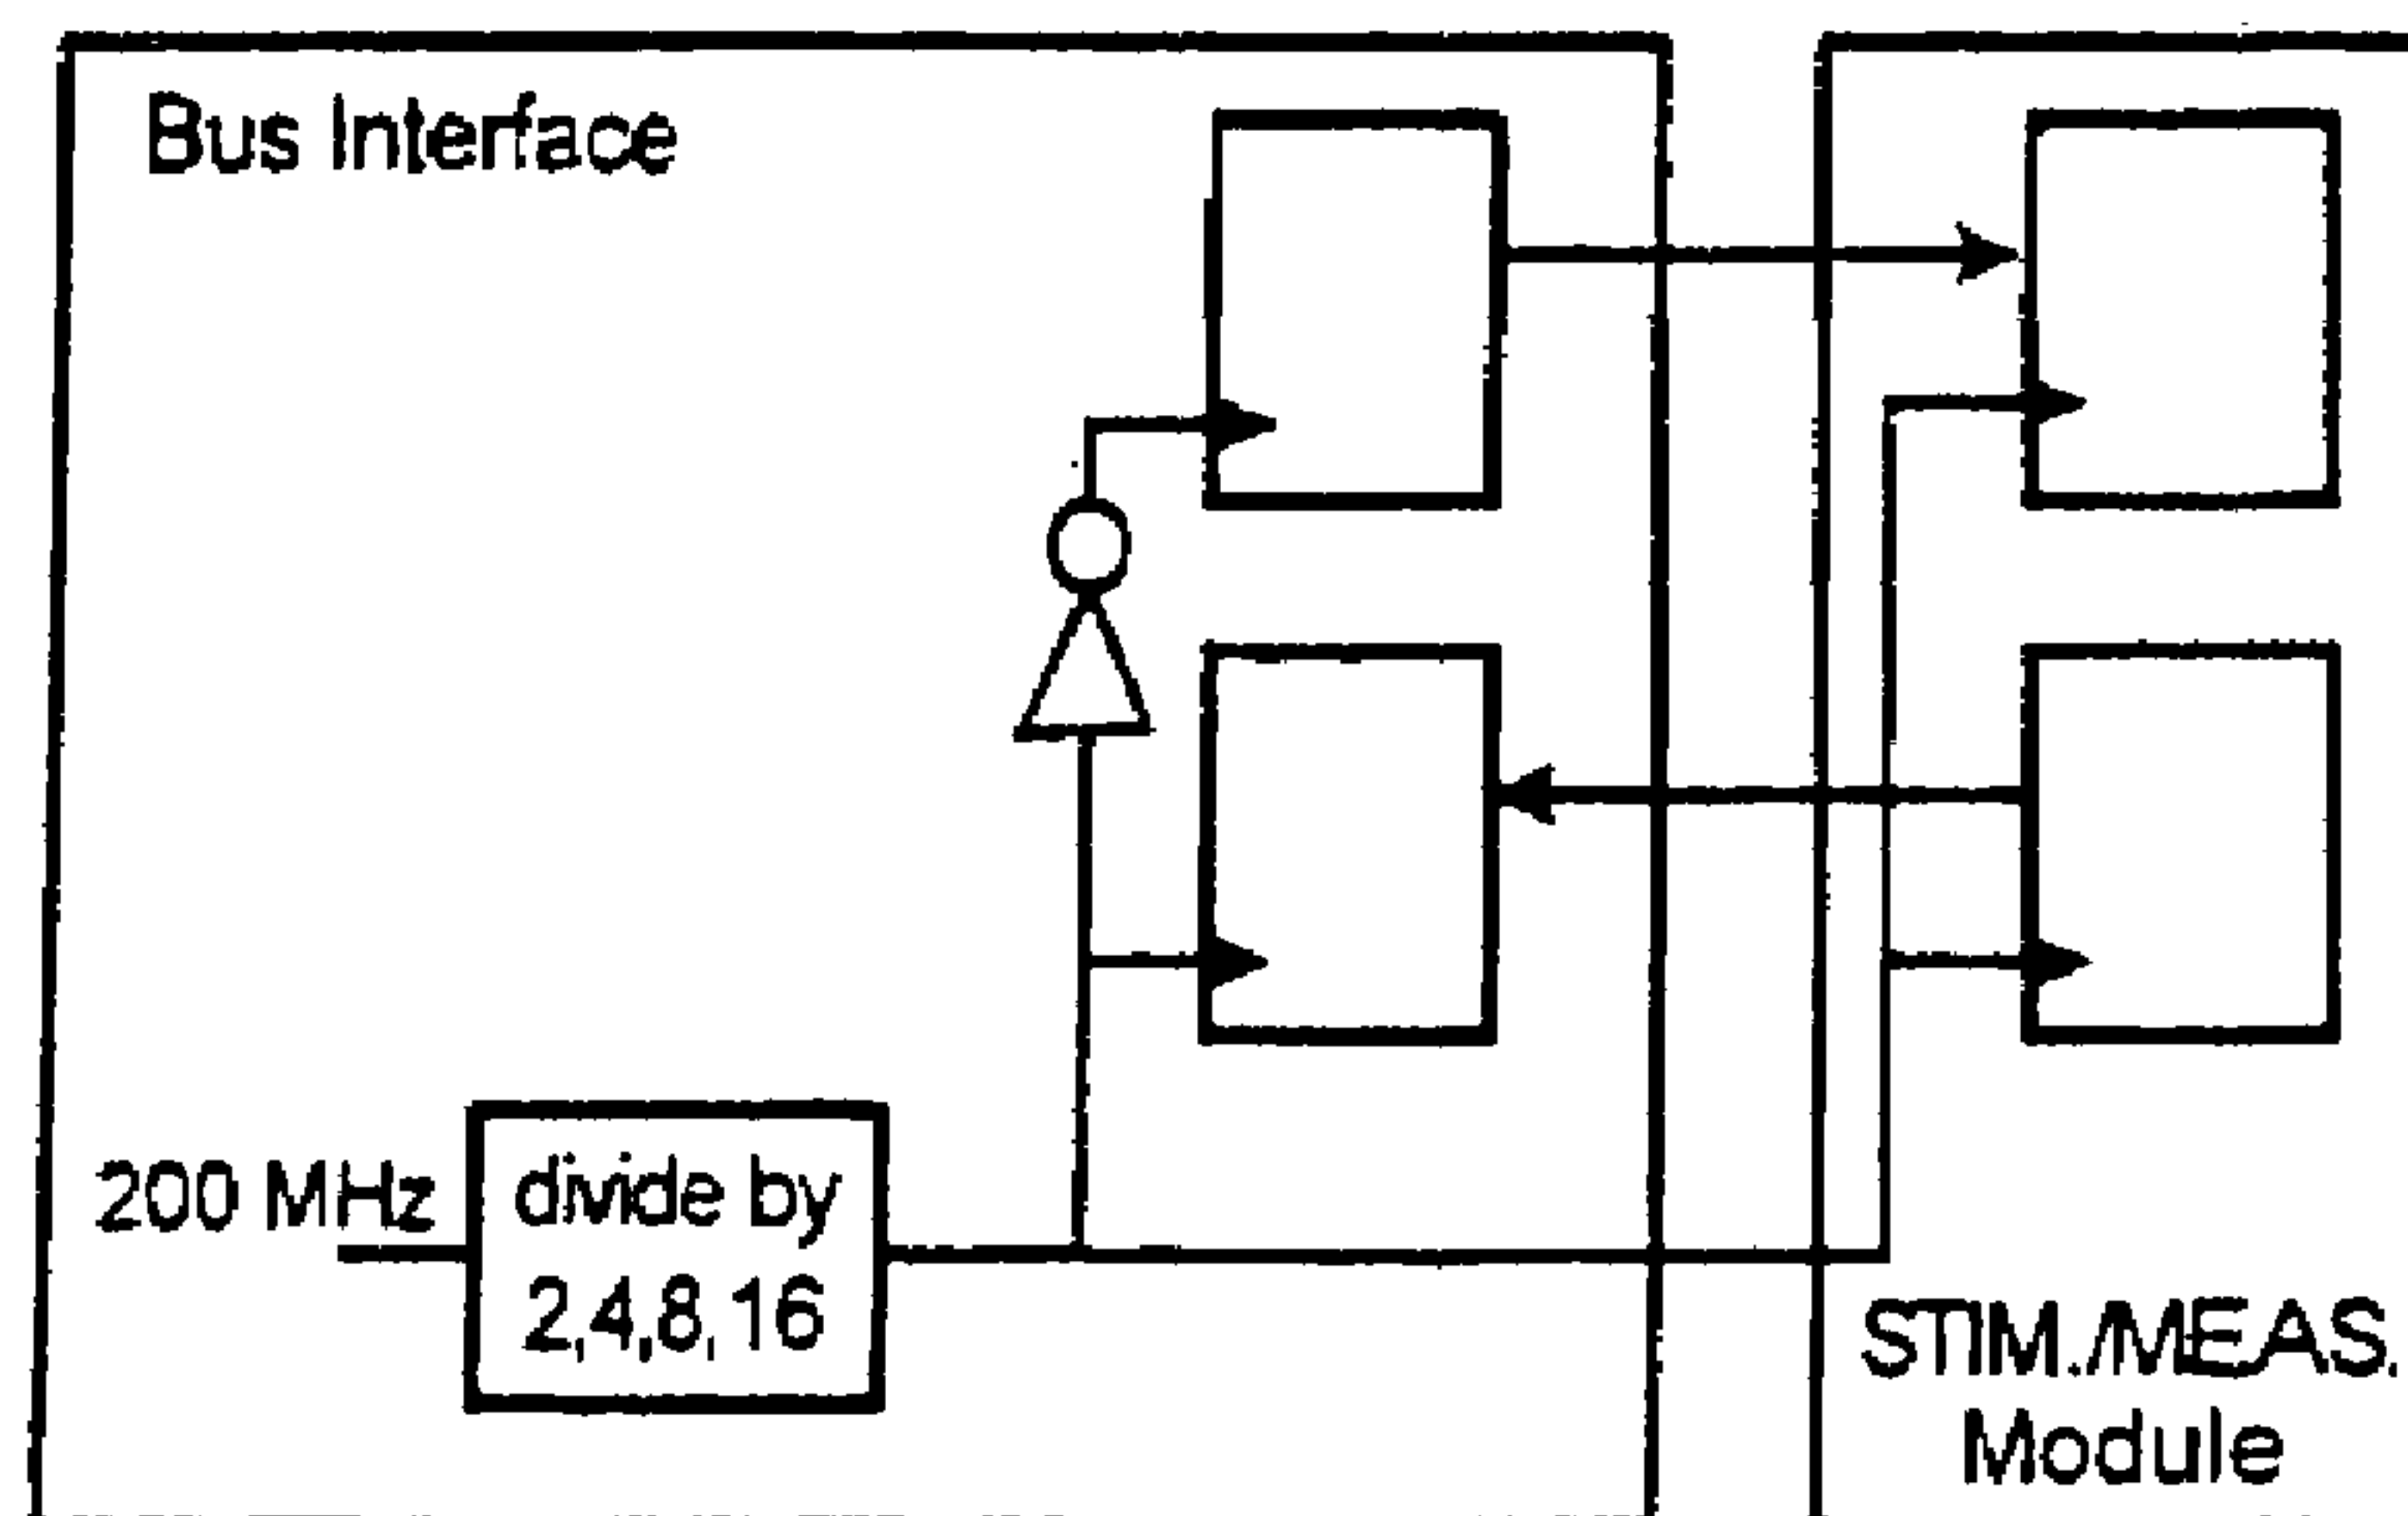 Bus Interface
200 MHz
divide by
2,4,8,16
STIM./MEAS.
Module